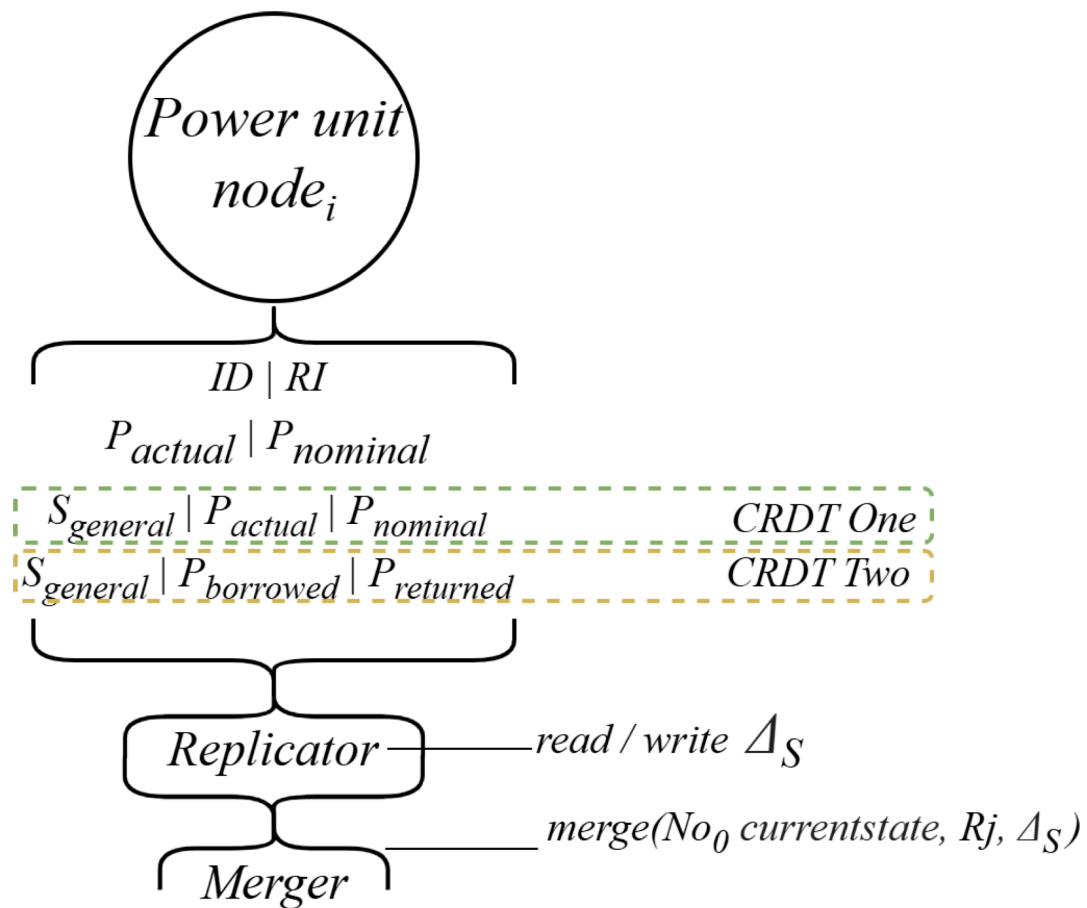 Power unit
node_i
ID | RI
P_actual | P_nominal
S_general | P_actual | P_nominal CRDT One
S_general | P_borrowed | P_returned CRDT Two
Replicator read / write Δ_S
merge(No_0 currentstate, Rj, Δ_S)
Merger